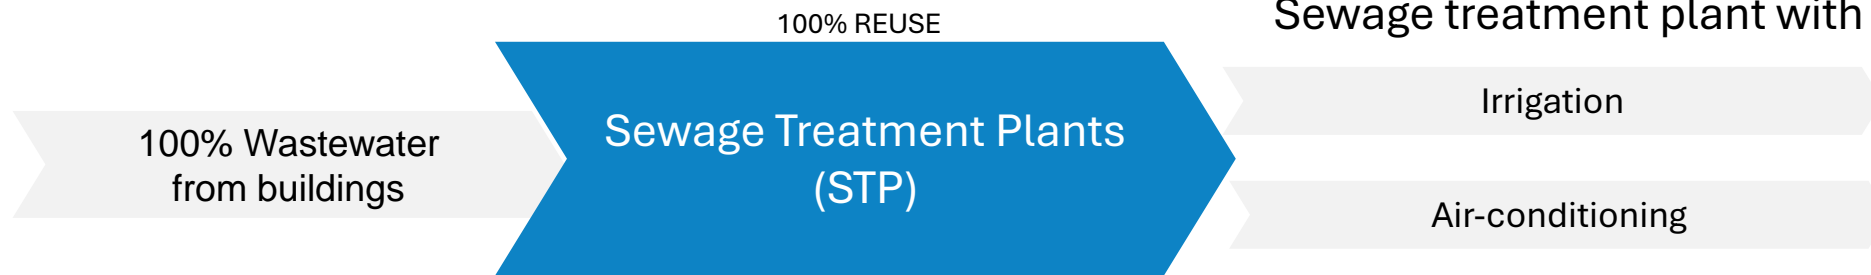 100% REUSE
Sewage treatment plant with
100% Wastewater
from buildings
Sewage Treatment Plants
(STP)
Irrigation
Air-conditioning